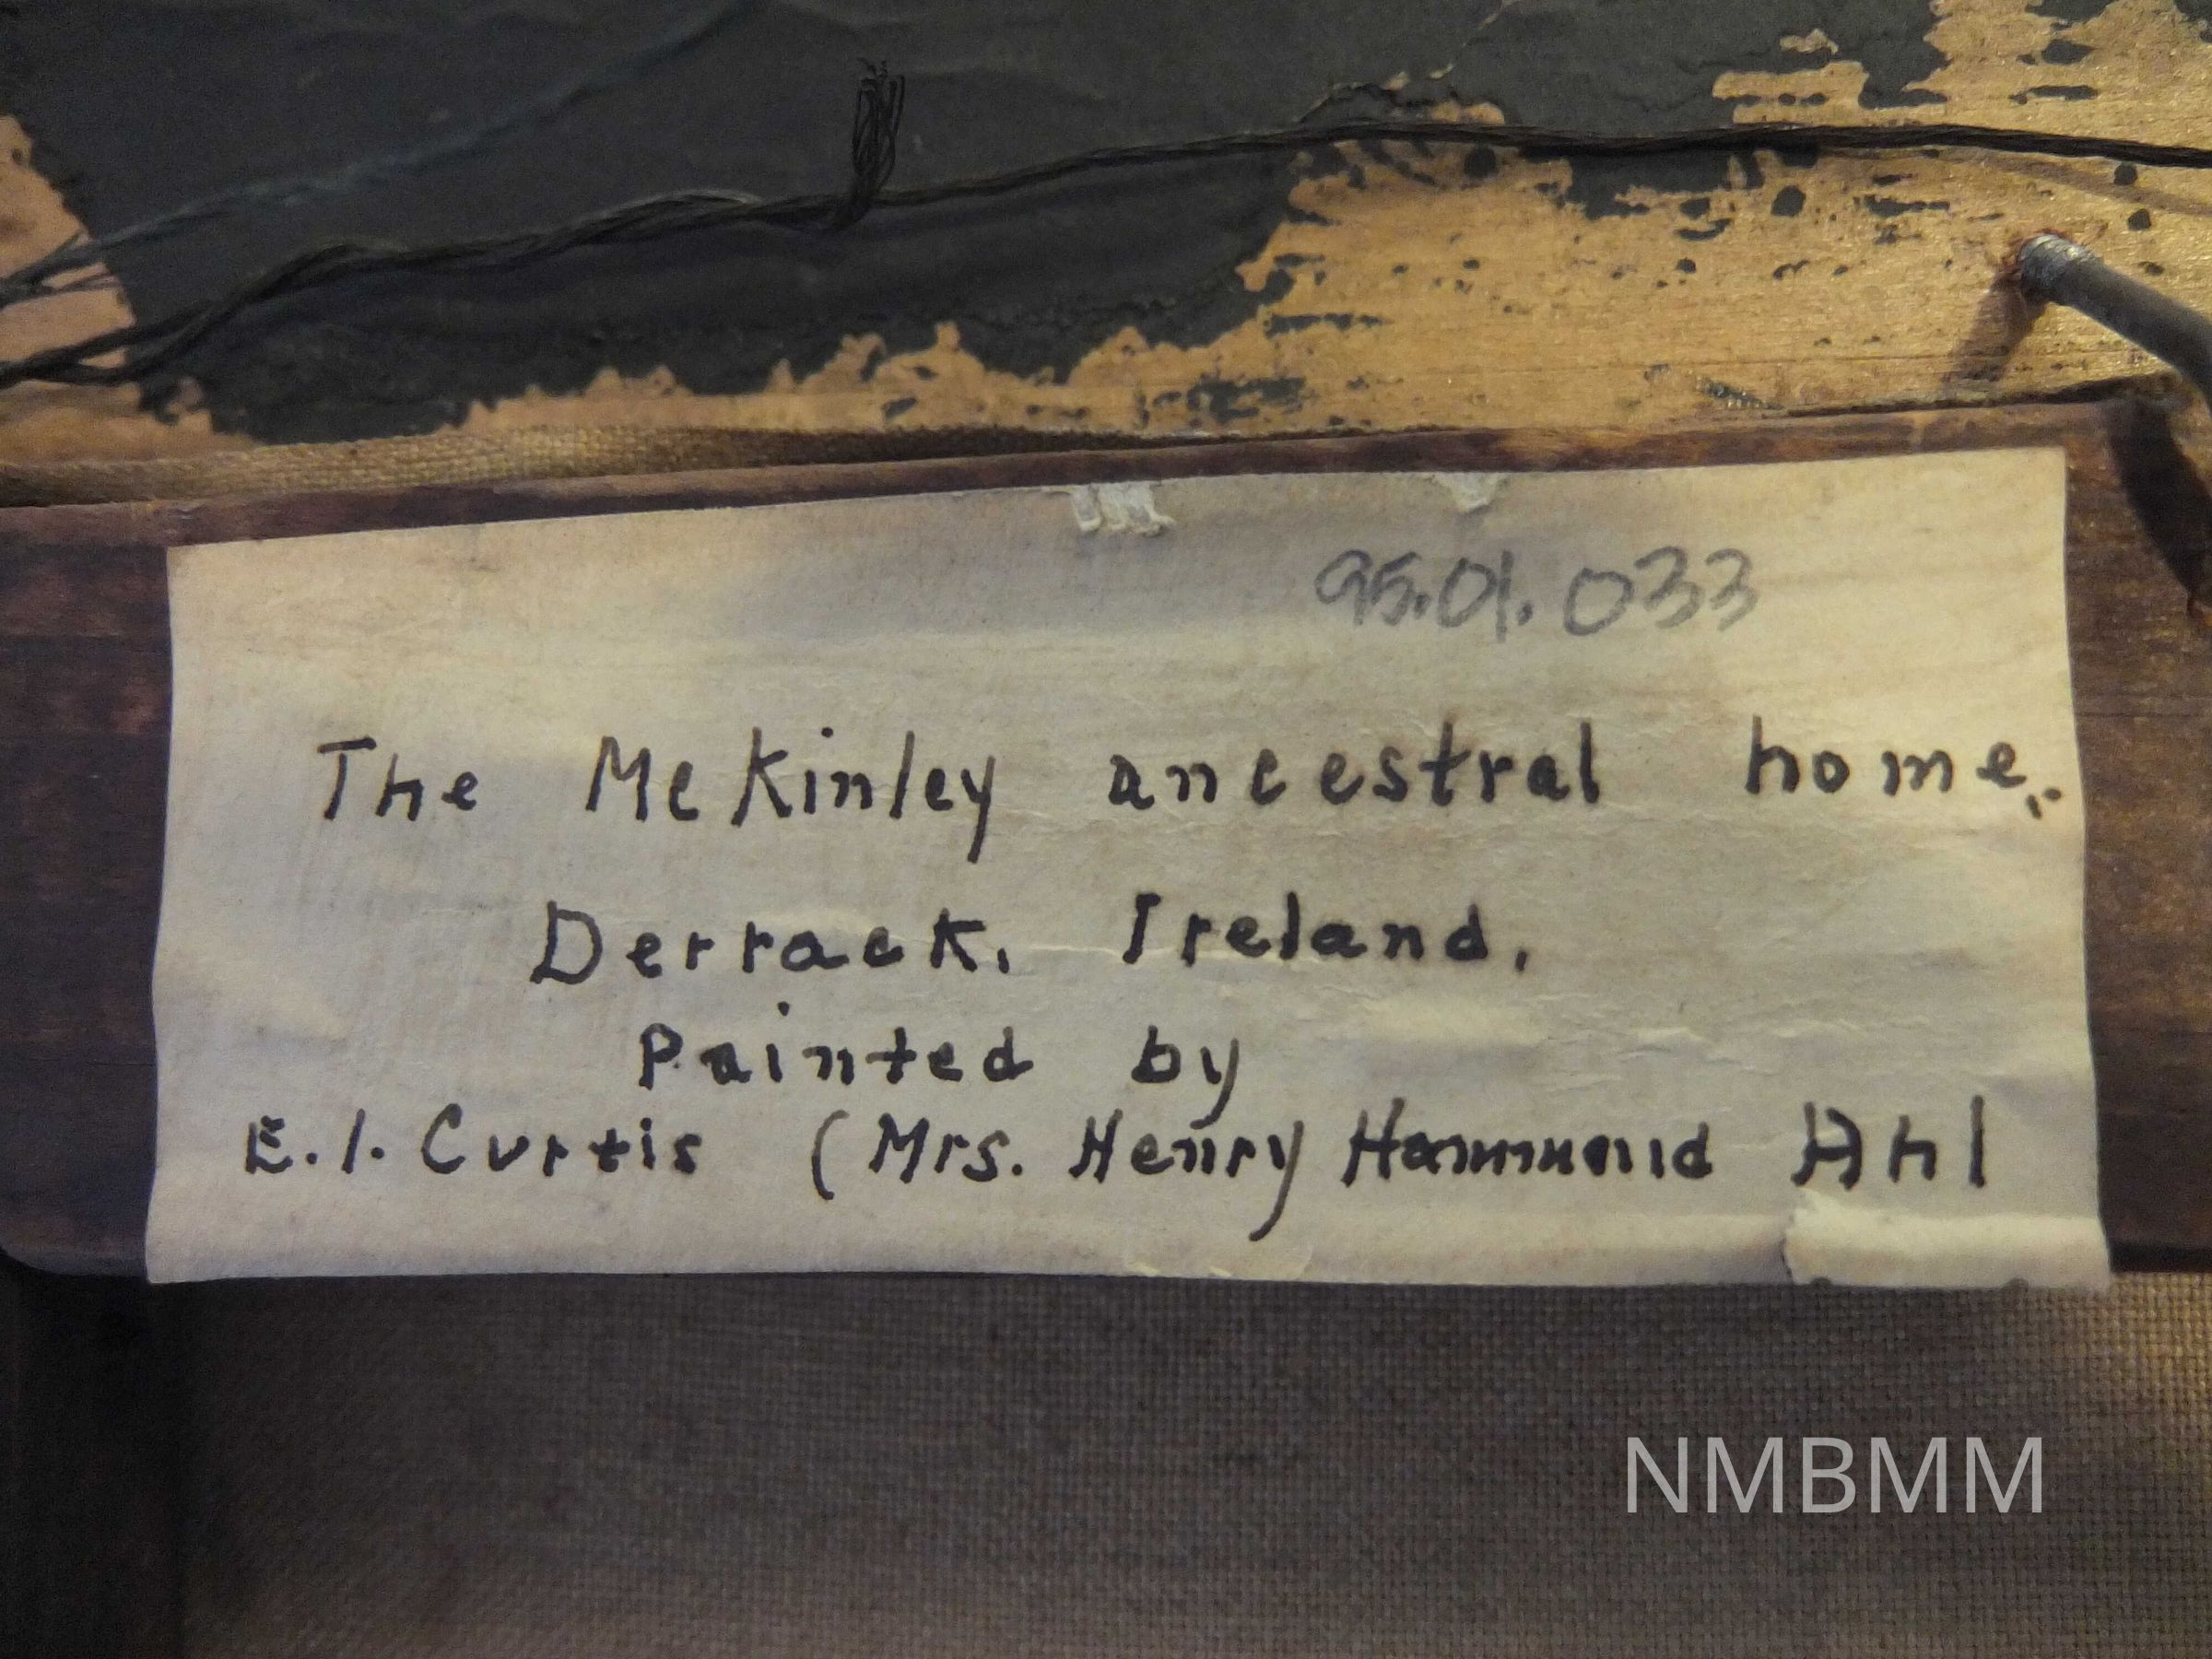 95.01.033
The McKinley ancestral home,.
Derrack, Ireland,
Painted by
E.I. Curtis (Mrs. Henry Hammond Ahl
NMBMM